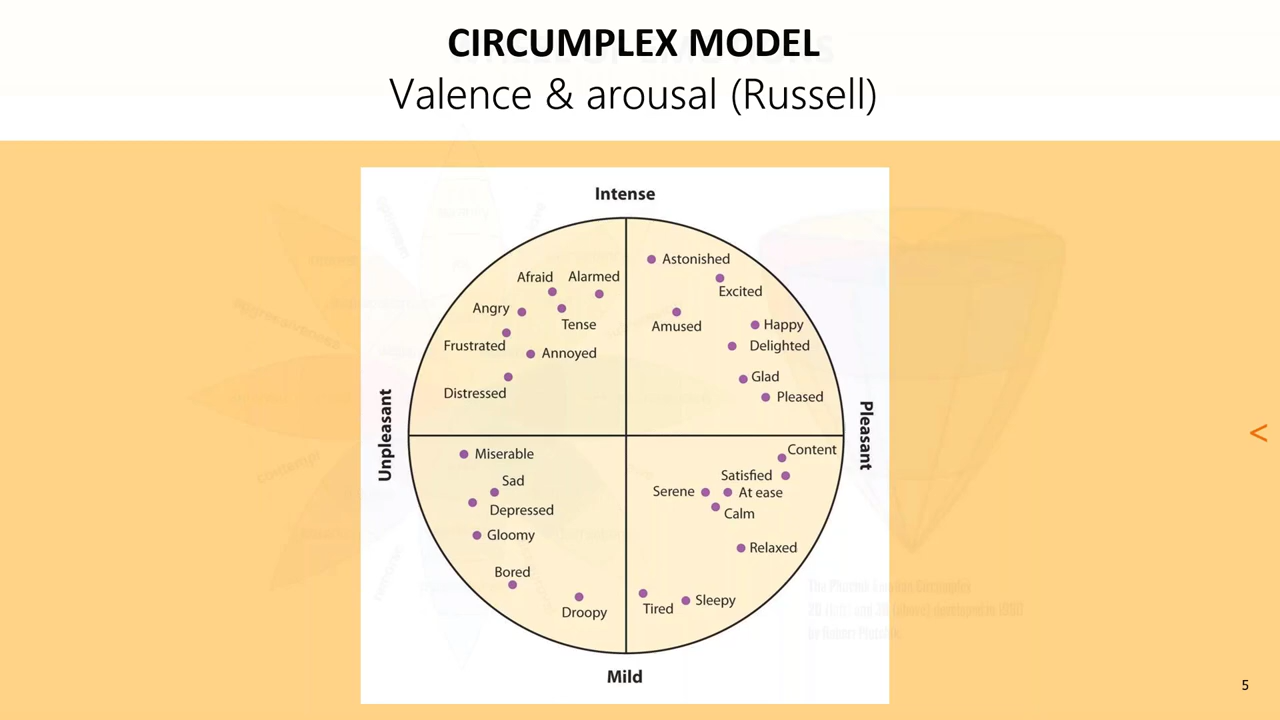 CIRCUMPLEX MODEL
Valence & arousal (Russell)
Intense
Astonished
Afraid
Alarmed
Excited
Angry
Tense
Amused
Happy
Frustrated
Annoyed
Delighted
Glad
Distressed
Pleased
Unpleasant
Pleasant
Miserable
Content
Sad
Satisfied
Serene
At ease
Depressed
Calm
Gloomy
Relaxed
Bored
Droopy
Tired
Sleepy
Mild
<
5